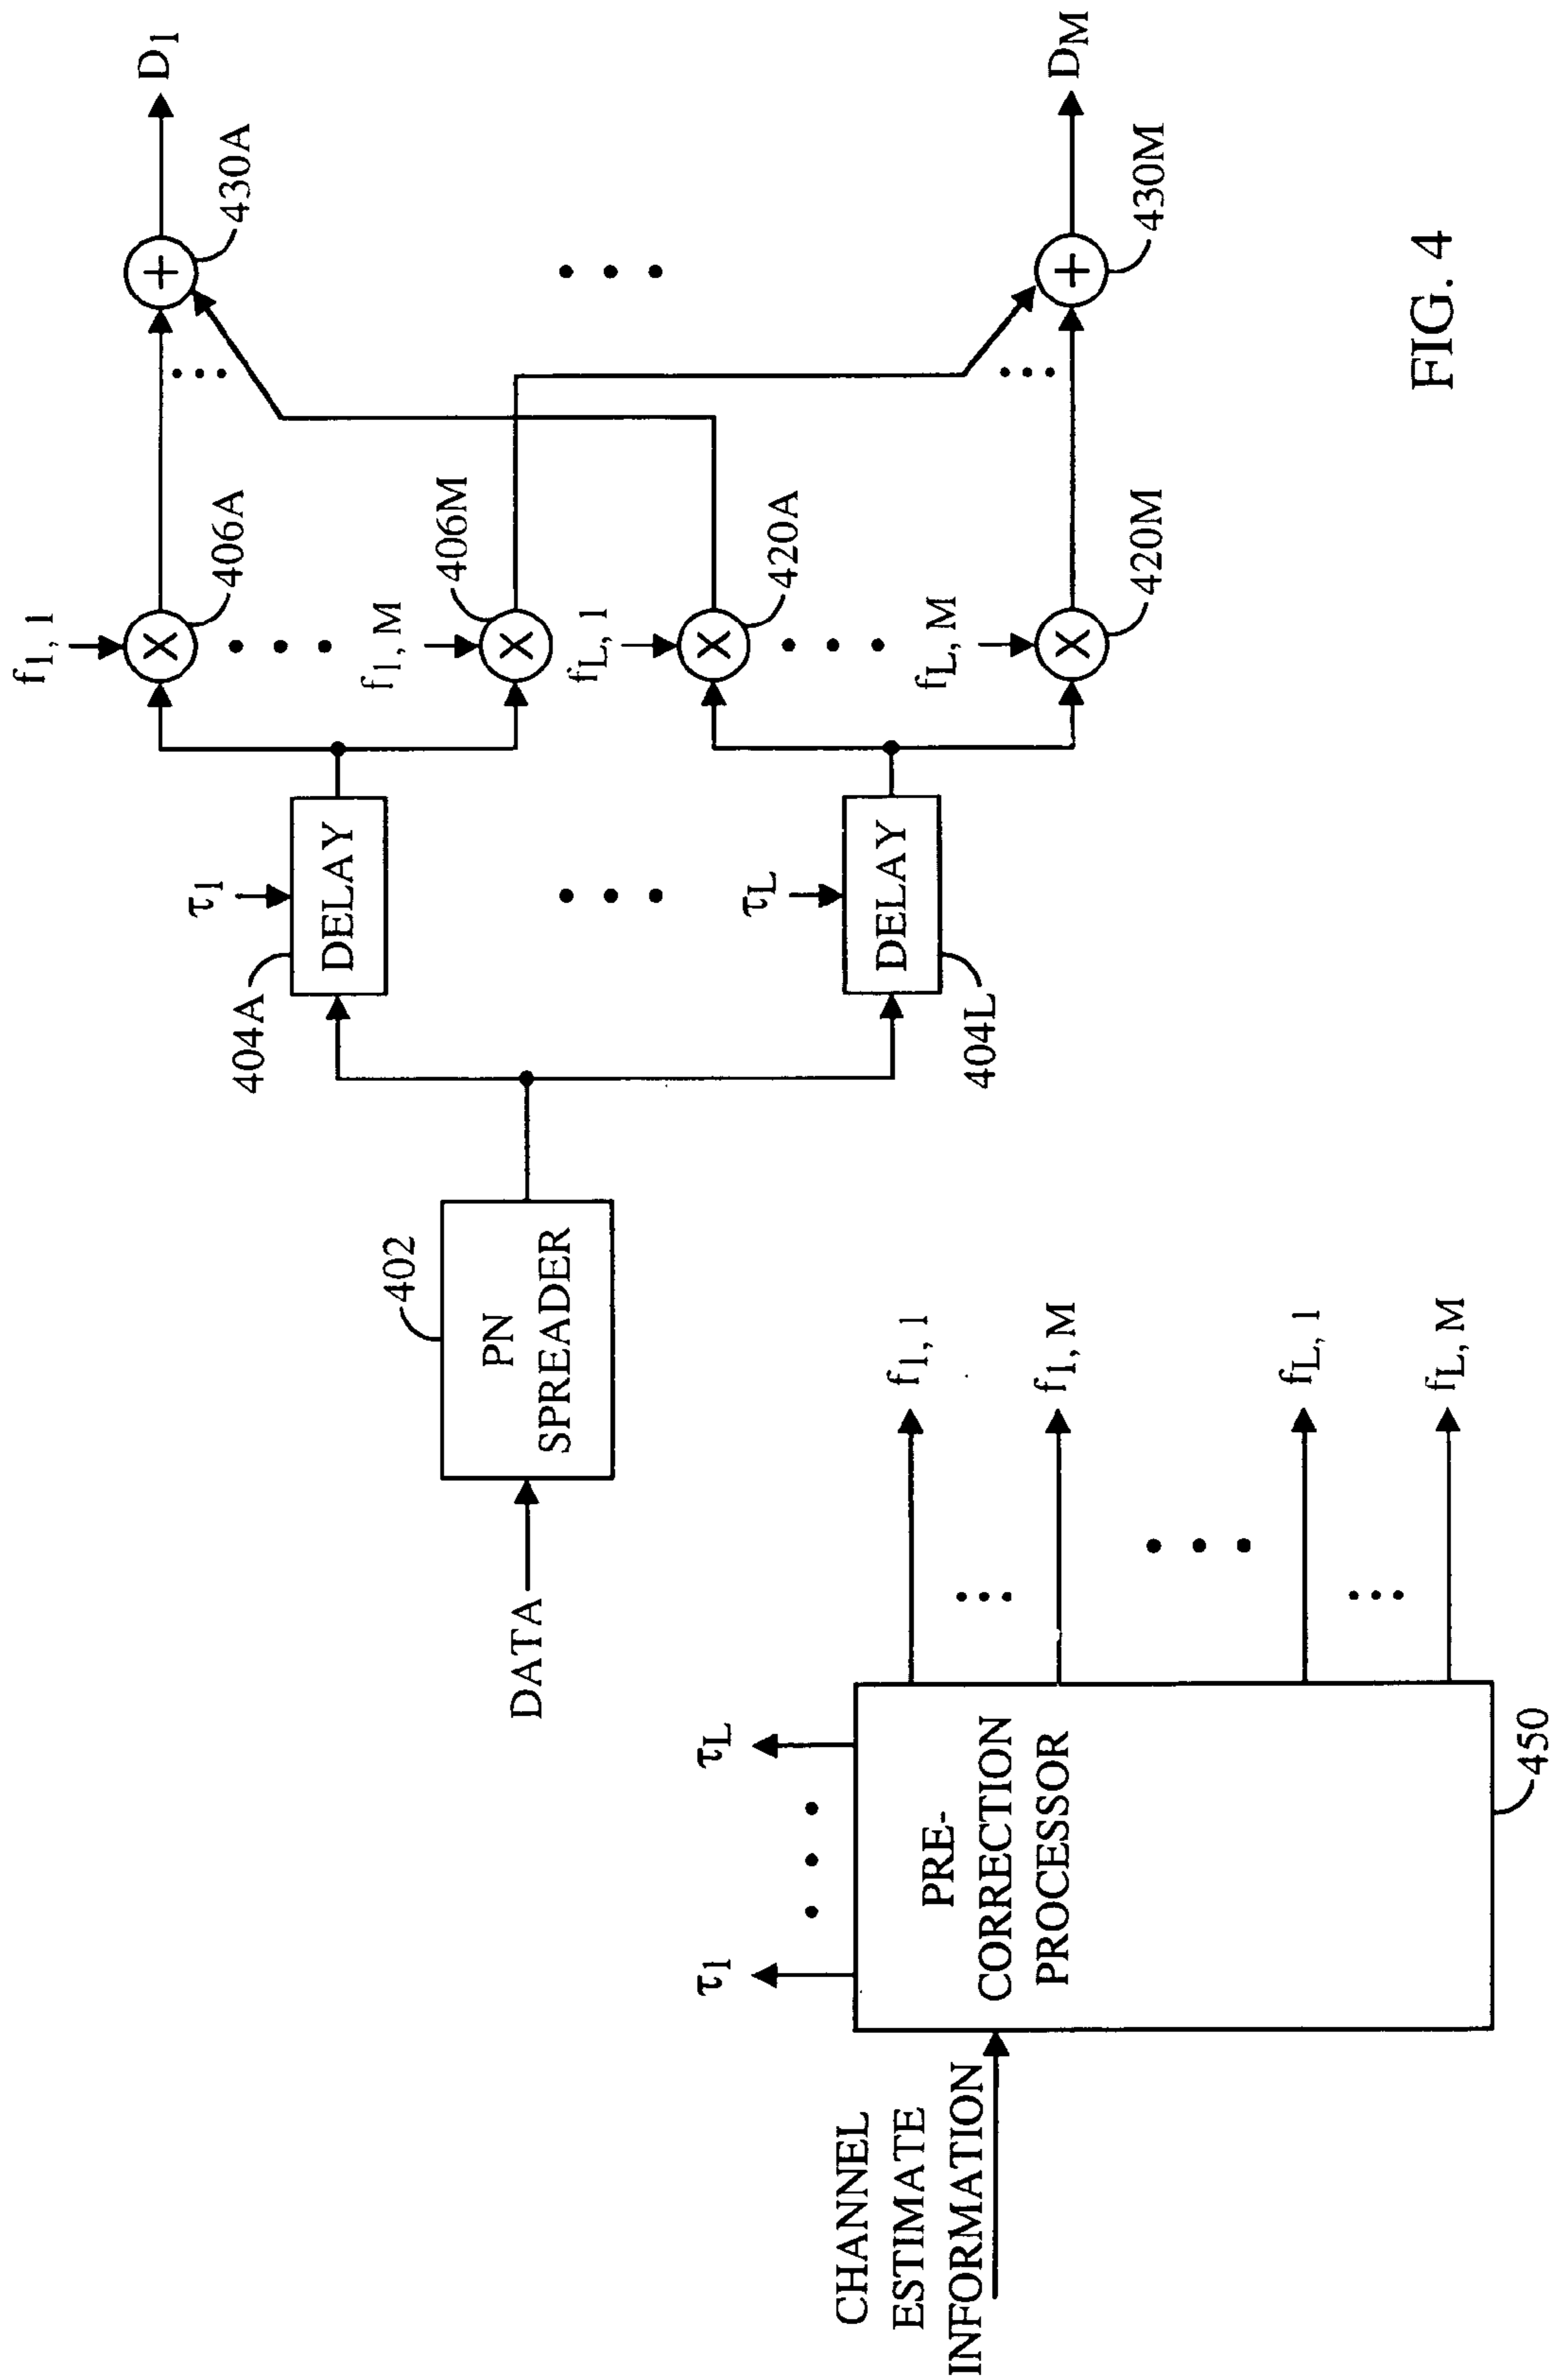 f1, 1
406A
430A
D1
τ1
404A
DELAY
f1, M
406M
402
PN
SPREADER
DATA
fL, 1
420A
τL
404L
DELAY
fL, M
420M
430M
DM
τ1
τL
CHANNEL
ESTIMATE
INFORMATION
PRE-
CORRECTION
PROCESSOR
f1, 1
f1, M
fL, 1
fL, M
450
FIG. 4